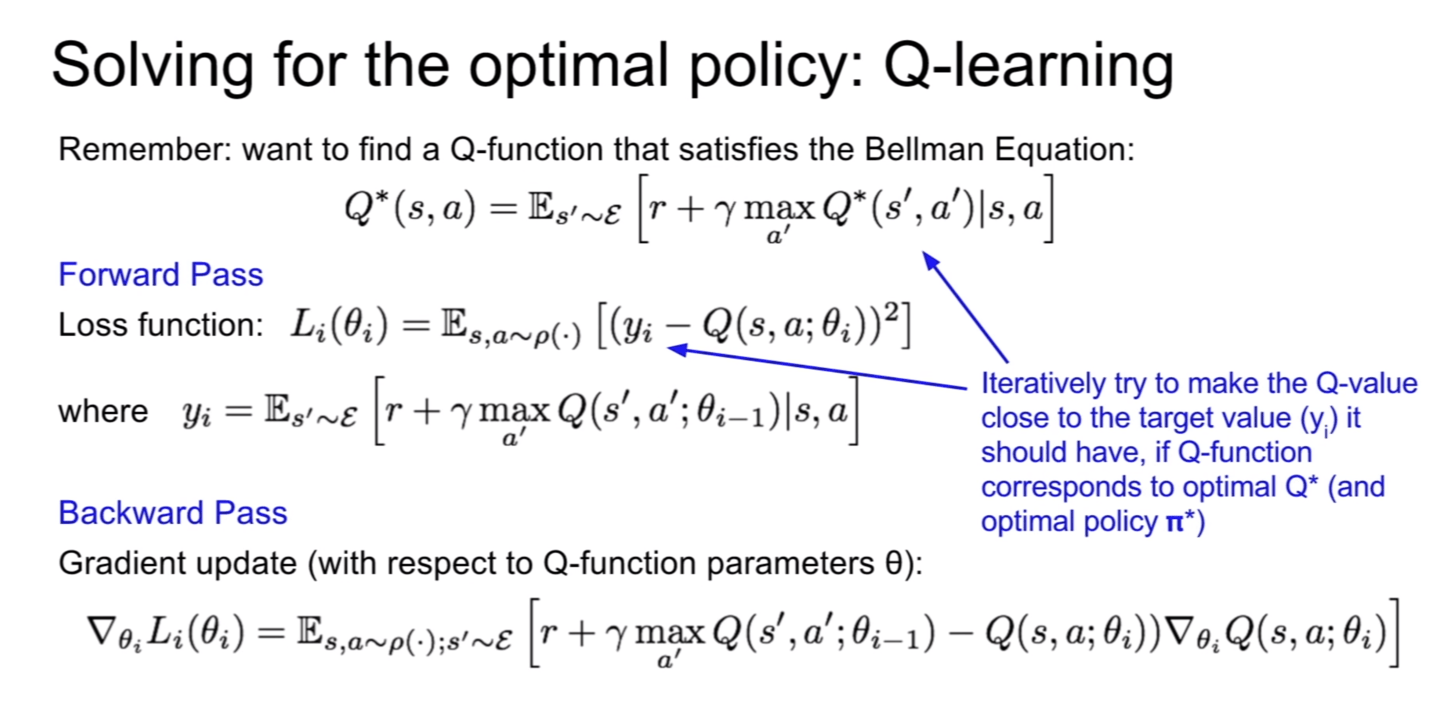 Solving for the optimal policy: Q-learning
Remember: want to find a Q-function that satisfies the Bellman Equation:
$Q^*(s, a) = \mathbb{E}_{s' \sim \mathcal{E}} \left[ r + \gamma \max_{a'} Q^*(s', a') | s, a \right]$
Forward Pass
Loss function: $L_i(\theta_i) = \mathbb{E}_{s,a \sim \rho(\cdot)} \left[ (y_i - Q(s, a; \theta_i))^2 \right]$
where $y_i = \mathbb{E}_{s' \sim \mathcal{E}} \left[ r + \gamma \max_{a'} Q(s', a'; \theta_{i-1}) | s, a \right]$
Iteratively try to make the Q-value
close to the target value (y_i) it
should have, if Q-function
corresponds to optimal Q* (and
optimal policy π*)
Backward Pass
Gradient update (with respect to Q-function parameters θ):
$\nabla_{\theta_i} L_i(\theta_i) = \mathbb{E}_{s,a \sim \rho(\cdot); s' \sim \mathcal{E}} \left[ r + \gamma \max_{a'} Q(s', a'; \theta_{i-1}) - Q(s, a; \theta_i)) \nabla_{\theta_i} Q(s, a; \theta_i) \right]$